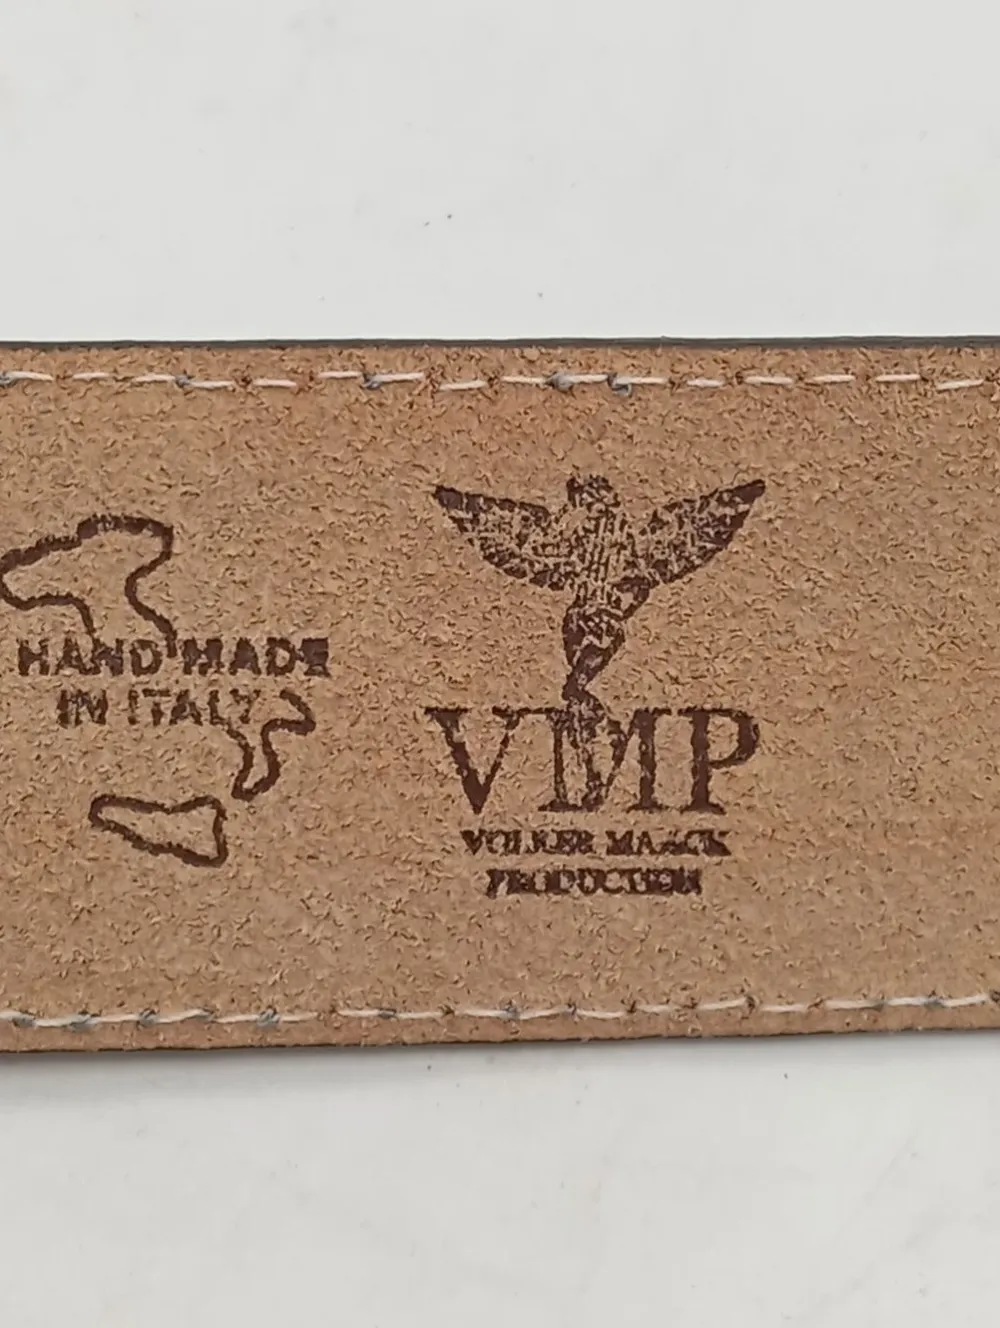 HAND MADE
IN ITALY
VMP
VOLKER MAACK
PRODUCTION